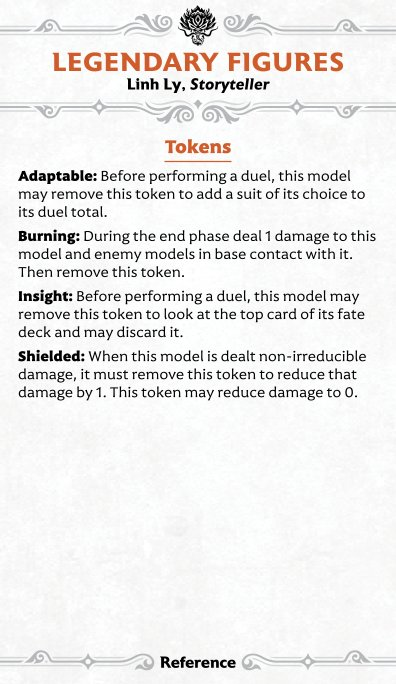 LEGENDARY FIGURES
Linh Ly, Storyteller
Tokens
Adaptable: Before performing a duel, this model
may remove this token to add a suit of its choice to
its duel total.
Burning: During the end phase deal 1 damage to this
model and enemy models in base contact with it.
Then remove this token.
Insight: Before performing a duel, this model may
remove this token to look at the top card of its fate
deck and may discard it.
Shielded: When this model is dealt non-irreducible
damage, it must remove this token to reduce that
damage by 1. This token may reduce damage to 0.
Reference